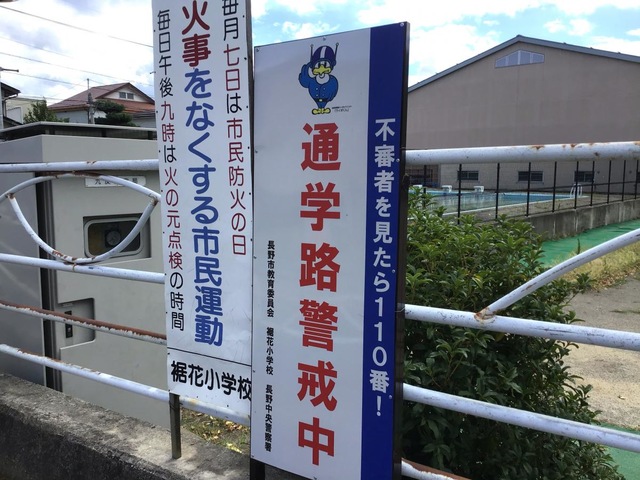 毎月七日は市民防火の日
火事をなくする市民運動
毎日午後九時は火の元点検の時間
裾花小学校
不審者を見たら110番!
通学路警戒中
長野市教育委員会 裾花小学校 長野中央警察署